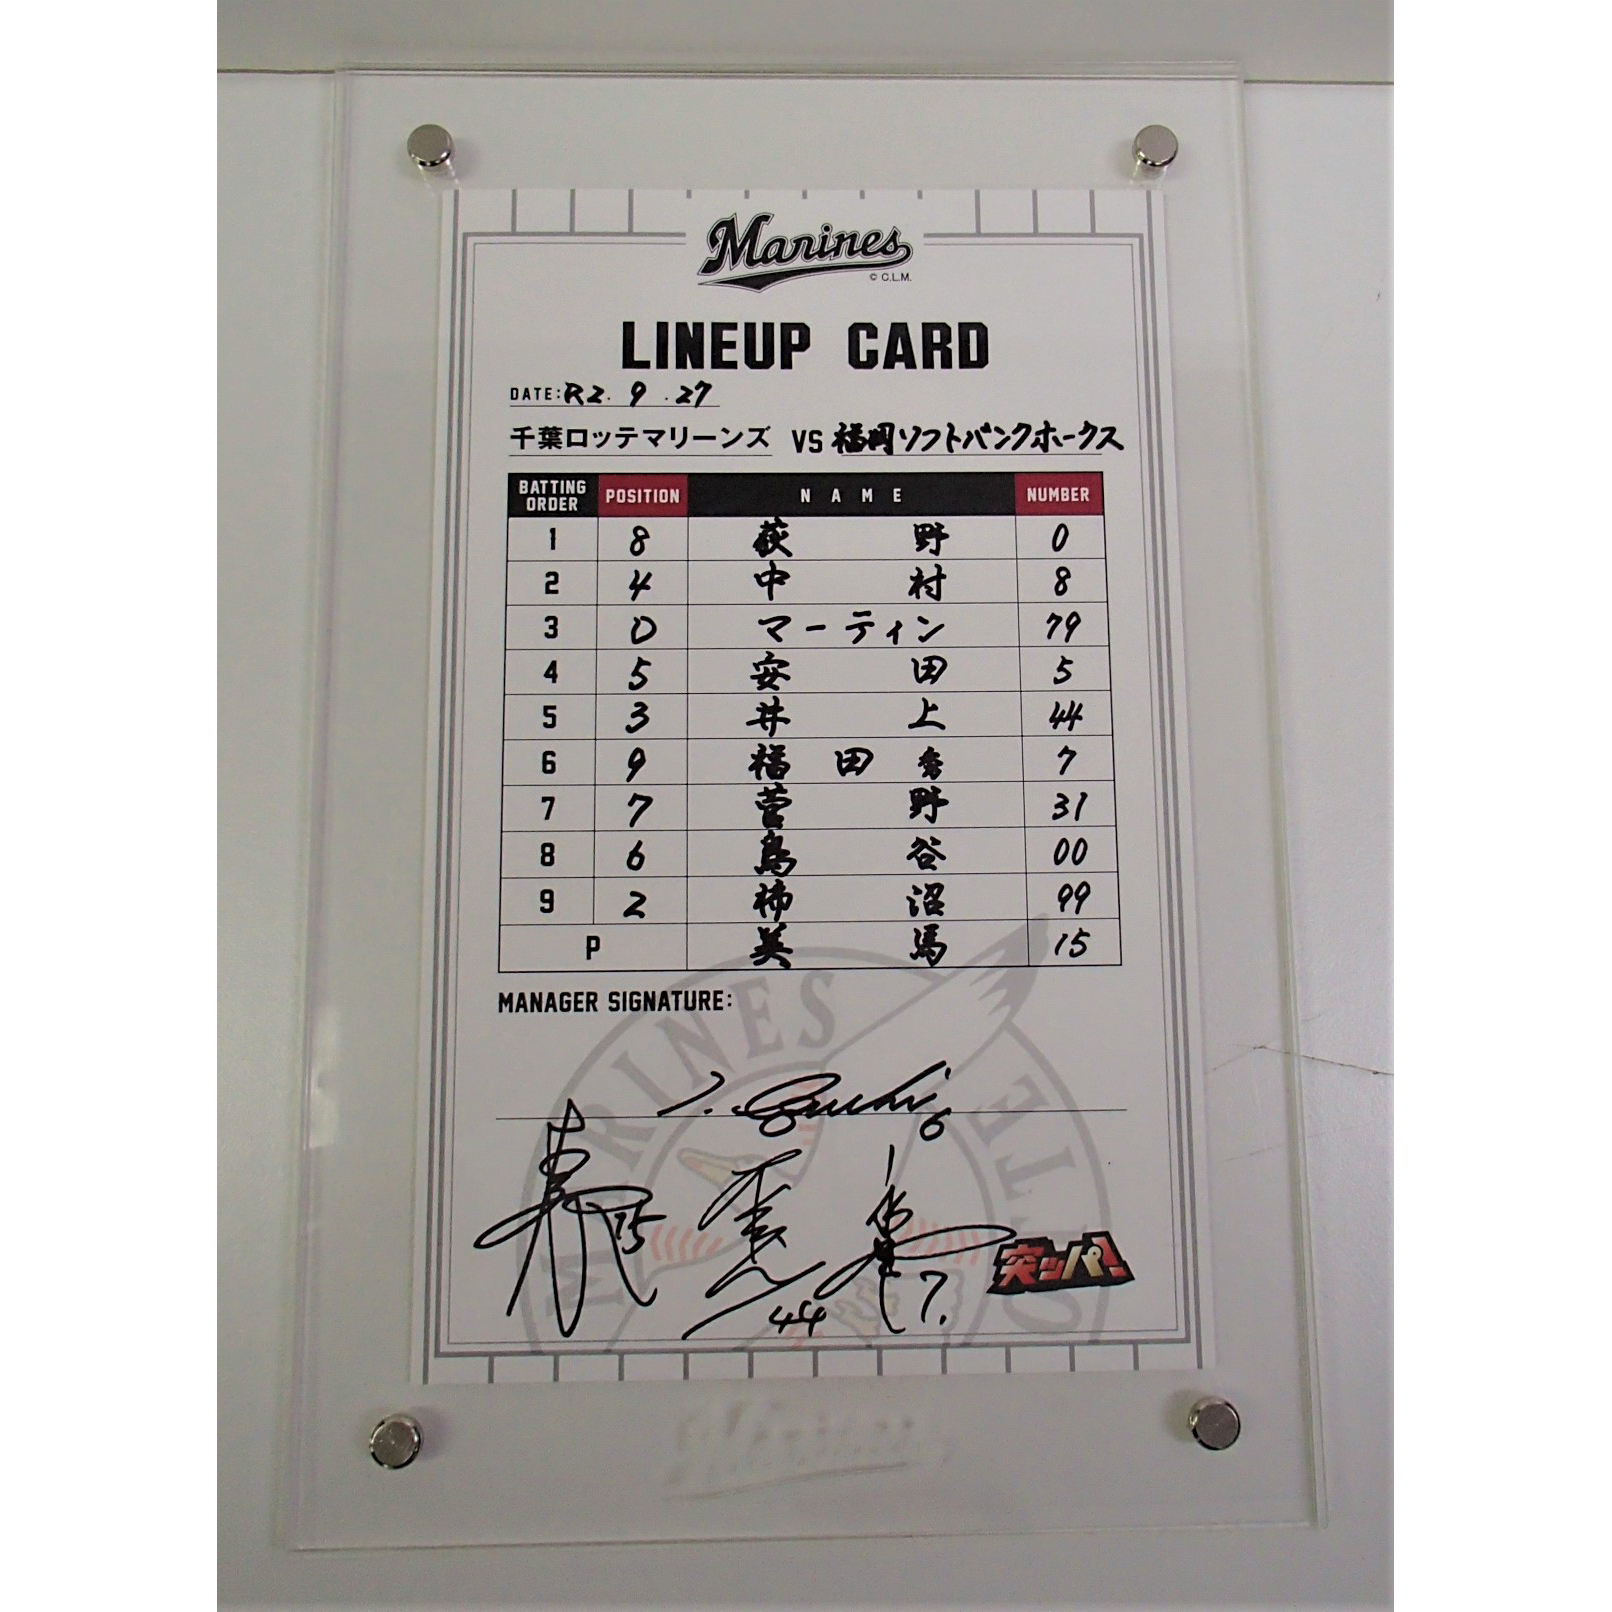 Marines
© C.L.M.
LINEUP CARD
DATE: R2. 9 . 27
千葉ロッテマリーンズ VS 福岡ソフトバンクホークス
BATTING ORDER POSITION NAME NUMBER
1 8 荻野 0
2 4 中村 8
3 D マーティン 79
4 5 安田 5
5 3 井上 44
6 9 福田秀 7
7 7 菅野 31
8 6 鳥谷 00
9 2 柿沼 99
P 美馬 15
MANAGER SIGNATURE:
6
15
44
7.
突ッパ!
MARINES
Marines